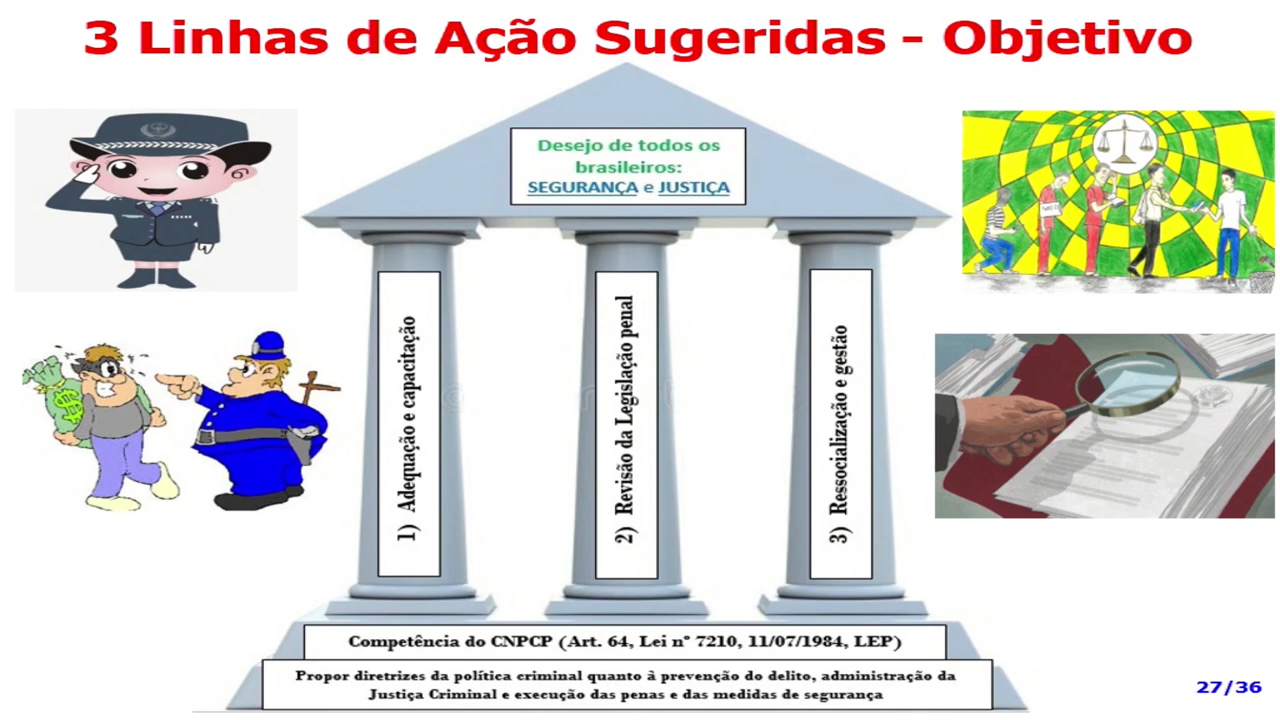 3 Linhas de Ação Sugeridas - Objetivo
Desejo de todos os
brasileiros:
SEGURANÇA e JUSTIÇA
1) Adequação e capacitação
2) Revisão da Legislação penal
3) Ressocialização e gestão
Competência do CNPCP (Art. 64, Lei nº 7210, 11/07/1984, LEP)
Propor diretrizes da política criminal quanto à prevenção do delito, administração da
Justiça Criminal e execução das penas e das medidas de segurança
27/36